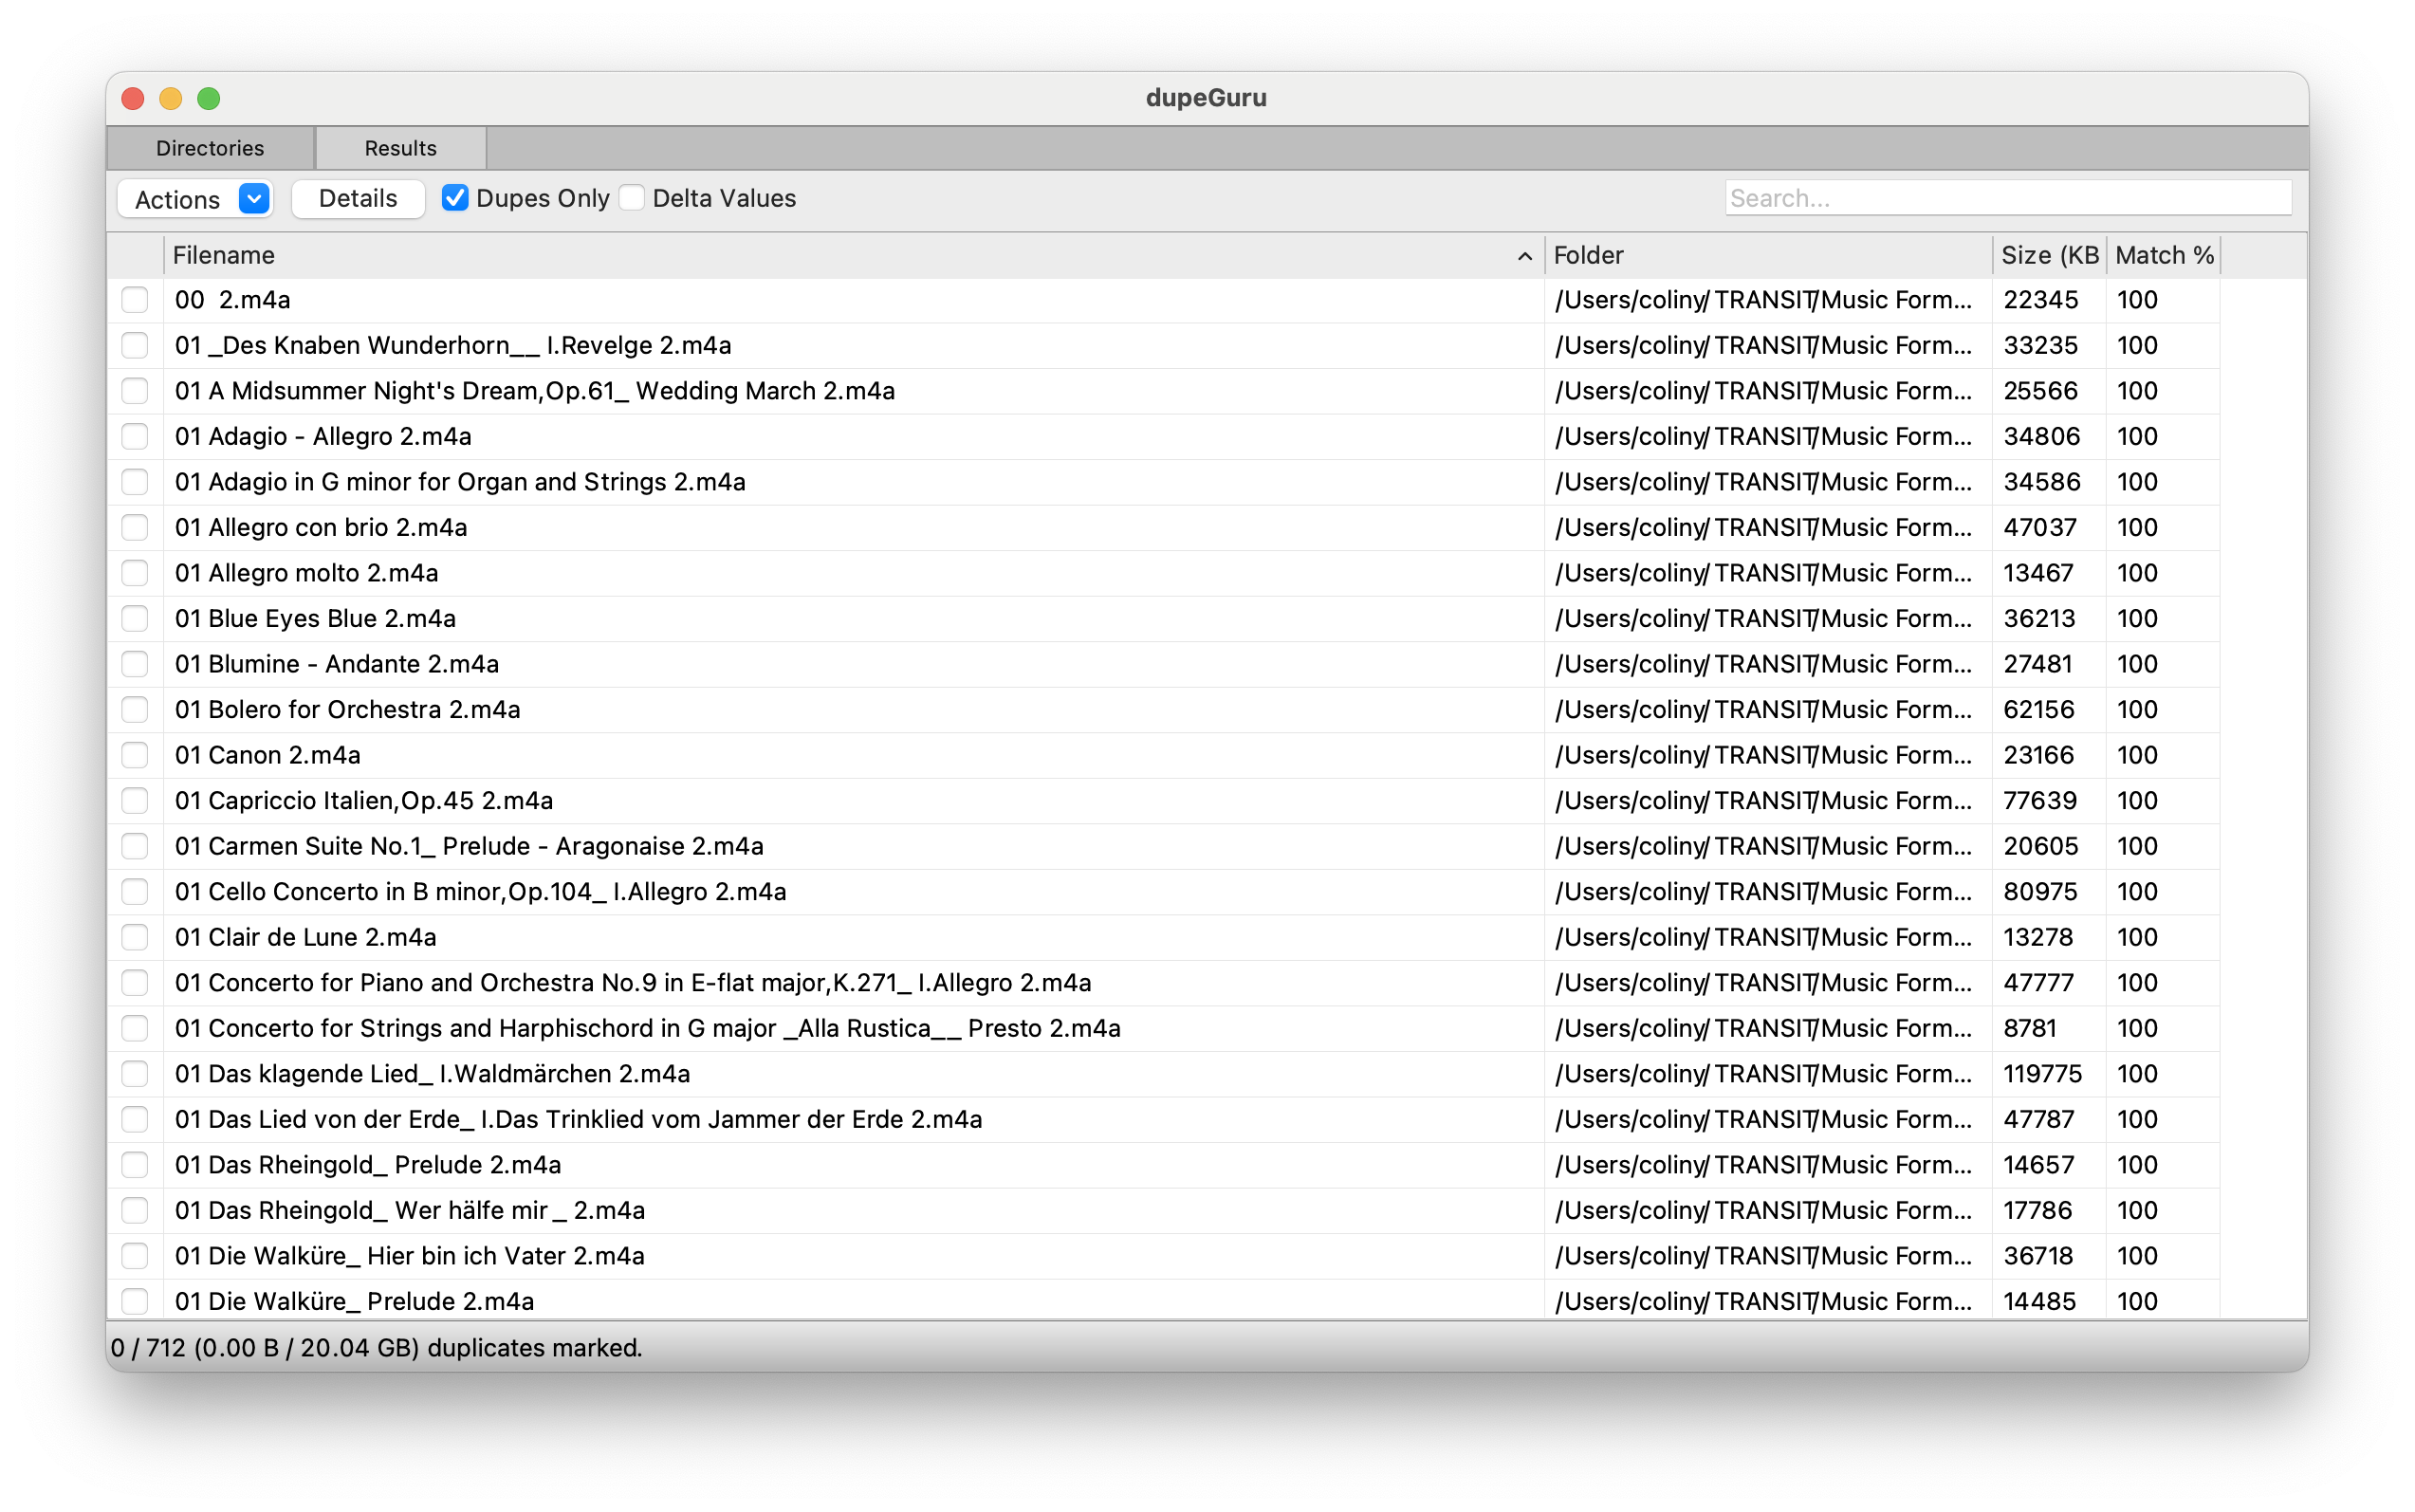 dupeGuru
Directories Results
Actions Details Dupes Only Delta Values Search...
Filename Folder Size (KB Match %
00  2.m4a /Users/coliny/ TRANSIT/Music Form... 22345 100
01 _Des Knaben Wunderhorn__ I.Revelge 2.m4a /Users/coliny/ TRANSIT/Music Form... 33235 100
01 A Midsummer Night's Dream,Op.61_ Wedding March 2.m4a /Users/coliny/ TRANSIT/Music Form... 25566 100
01 Adagio - Allegro 2.m4a /Users/coliny/ TRANSIT/Music Form... 34806 100
01 Adagio in G minor for Organ and Strings 2.m4a /Users/coliny/ TRANSIT/Music Form... 34586 100
01 Allegro con brio 2.m4a /Users/coliny/ TRANSIT/Music Form... 47037 100
01 Allegro molto 2.m4a /Users/coliny/ TRANSIT/Music Form... 13467 100
01 Blue Eyes Blue 2.m4a /Users/coliny/ TRANSIT/Music Form... 36213 100
01 Blumine - Andante 2.m4a /Users/coliny/ TRANSIT/Music Form... 27481 100
01 Bolero for Orchestra 2.m4a /Users/coliny/ TRANSIT/Music Form... 62156 100
01 Canon 2.m4a /Users/coliny/ TRANSIT/Music Form... 23166 100
01 Capriccio Italien,Op.45 2.m4a /Users/coliny/ TRANSIT/Music Form... 77639 100
01 Carmen Suite No.1_ Prelude - Aragonaise 2.m4a /Users/coliny/ TRANSIT/Music Form... 20605 100
01 Cello Concerto in B minor,Op.104_ I.Allegro 2.m4a /Users/coliny/ TRANSIT/Music Form... 80975 100
01 Clair de Lune 2.m4a /Users/coliny/ TRANSIT/Music Form... 13278 100
01 Concerto for Piano and Orchestra No.9 in E-flat major,K.271_ I.Allegro 2.m4a /Users/coliny/ TRANSIT/Music Form... 47777 100
01 Concerto for Strings and Harphischord in G major _Alla Rustica__ Presto 2.m4a /Users/coliny/ TRANSIT/Music Form... 8781 100
01 Das klagende Lied_ I.Waldmärchen 2.m4a /Users/coliny/ TRANSIT/Music Form... 119775 100
01 Das Lied von der Erde_ I.Das Trinklied vom Jammer der Erde 2.m4a /Users/coliny/ TRANSIT/Music Form... 47787 100
01 Das Rheingold_ Prelude 2.m4a /Users/coliny/ TRANSIT/Music Form... 14657 100
01 Das Rheingold_ Wer hälfe mir _ 2.m4a /Users/coliny/ TRANSIT/Music Form... 17786 100
01 Die Walküre_ Hier bin ich Vater 2.m4a /Users/coliny/ TRANSIT/Music Form... 36718 100
01 Die Walküre_ Prelude 2.m4a /Users/coliny/ TRANSIT/Music Form... 14485 100
0 / 712 (0.00 B / 20.04 GB) duplicates marked.